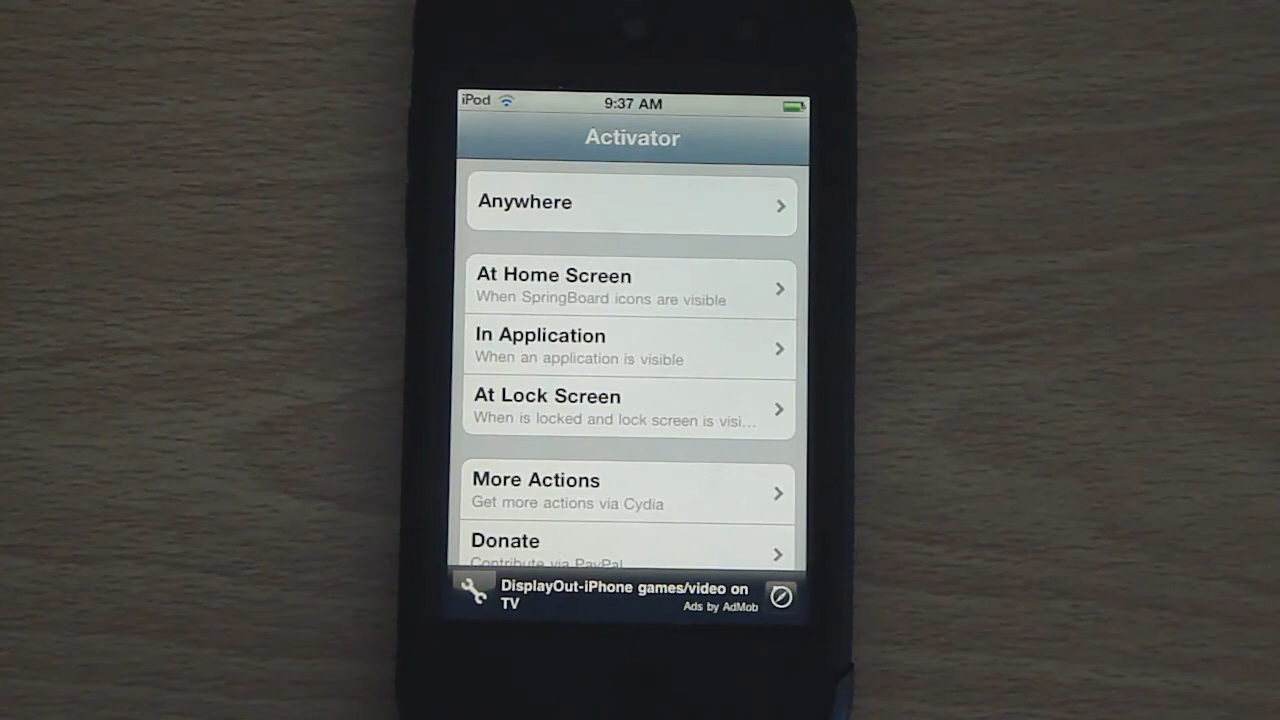 iPod 9:37 AM
Activator
Anywhere
At Home Screen
When SpringBoard icons are visible
In Application
When an application is visible
At Lock Screen
When is locked and lock screen is visi...
More Actions
Get more actions via Cydia
Donate
Contribute via PayPal
DisplayOut-iPhone games/video on
TV
Ads by AdMob